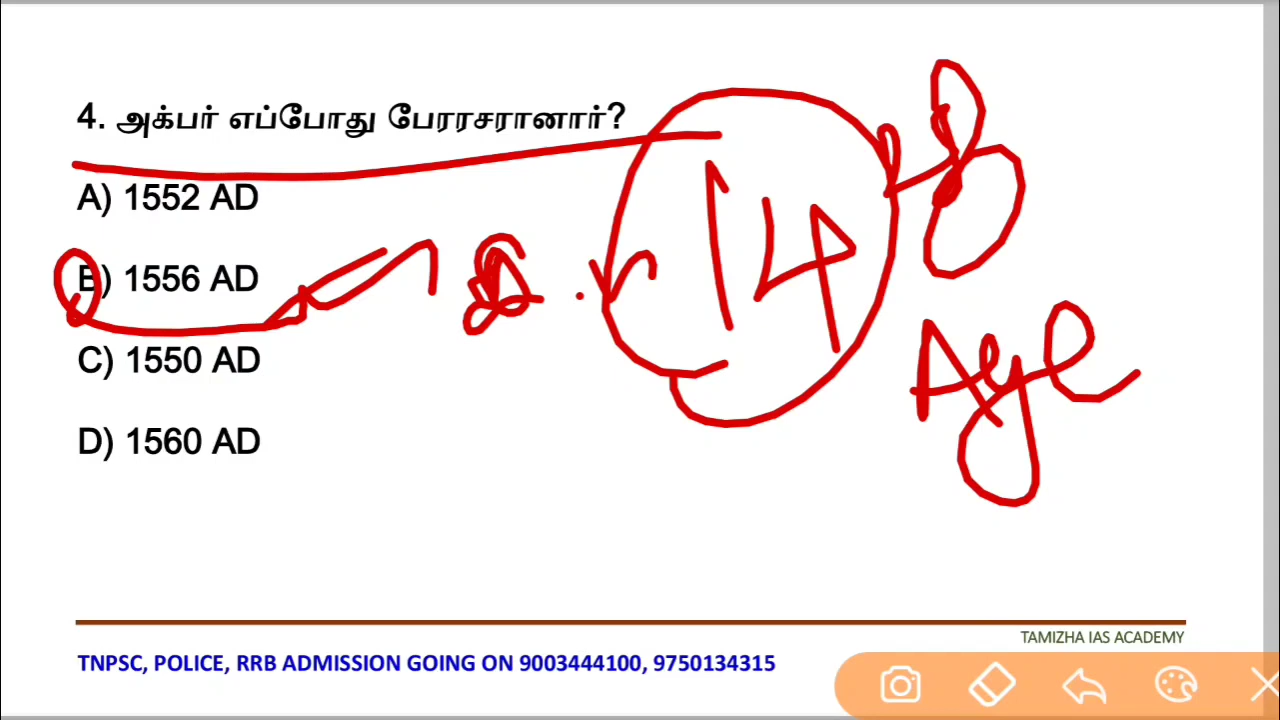 4. அக்பர் எப்போது பேரரசரானார்?
A) 1552 AD
B) 1556 AD
C) 1550 AD
D) 1560 AD
14
Age
TAMIZHA IAS ACADEMY
TNPSC, POLICE, RRB ADMISSION GOING ON 9003444100, 9750134315